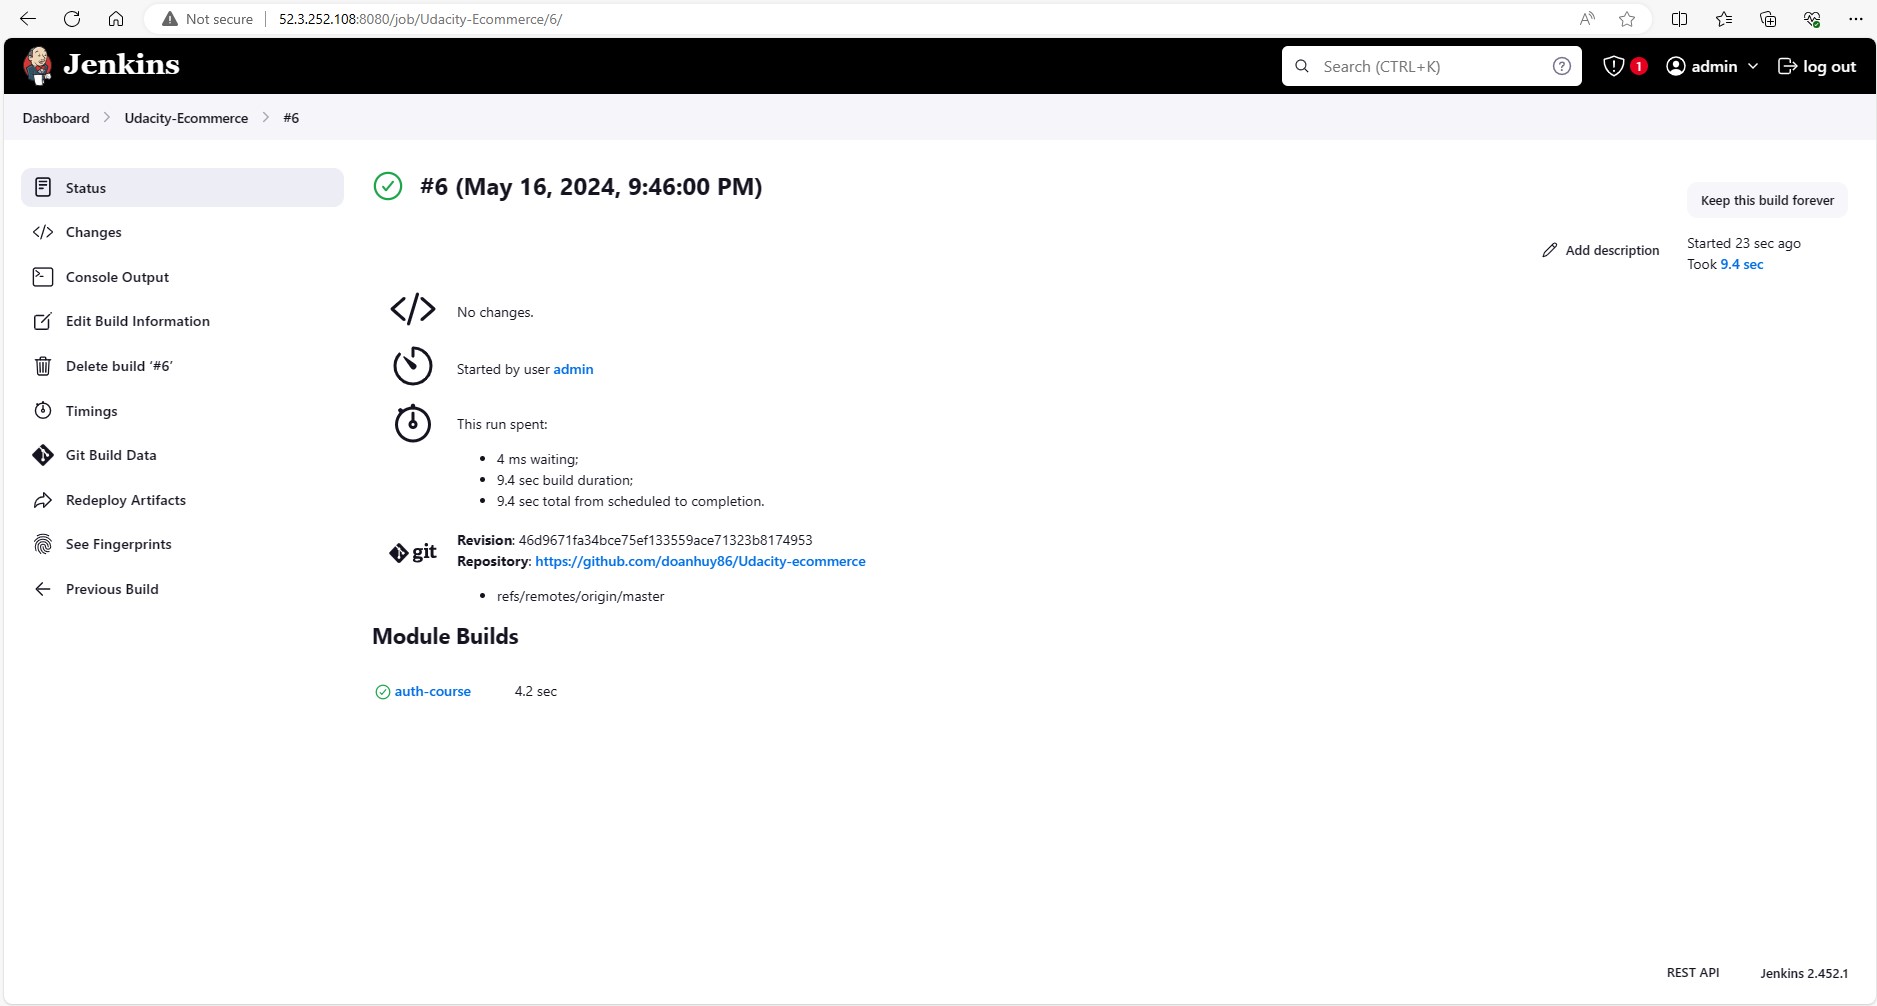 Not secure
52.3.252.108:8080/job/Udacity-Ecommerce/6/
Jenkins
Search (CTRL+K)
1
admin
log out
Dashboard
Udacity-Ecommerce
#6
Status
Changes
Console Output
Edit Build Information
Delete build ‘#6’
Timings
Git Build Data
Redeploy Artifacts
See Fingerprints
Previous Build
#6 (May 16, 2024, 9:46:00 PM)
Keep this build forever
Add description
Started 23 sec ago
Took 9.4 sec
No changes.
Started by user admin
This run spent:
4 ms waiting;
9.4 sec build duration;
9.4 sec total from scheduled to completion.
git
Revision: 46d9671fa34bce75ef133559ace71323b8174953
Repository: https://github.com/doanhuy86/Udacity-ecommerce
refs/remotes/origin/master
Module Builds
auth-course 4.2 sec
REST API
Jenkins 2.452.1